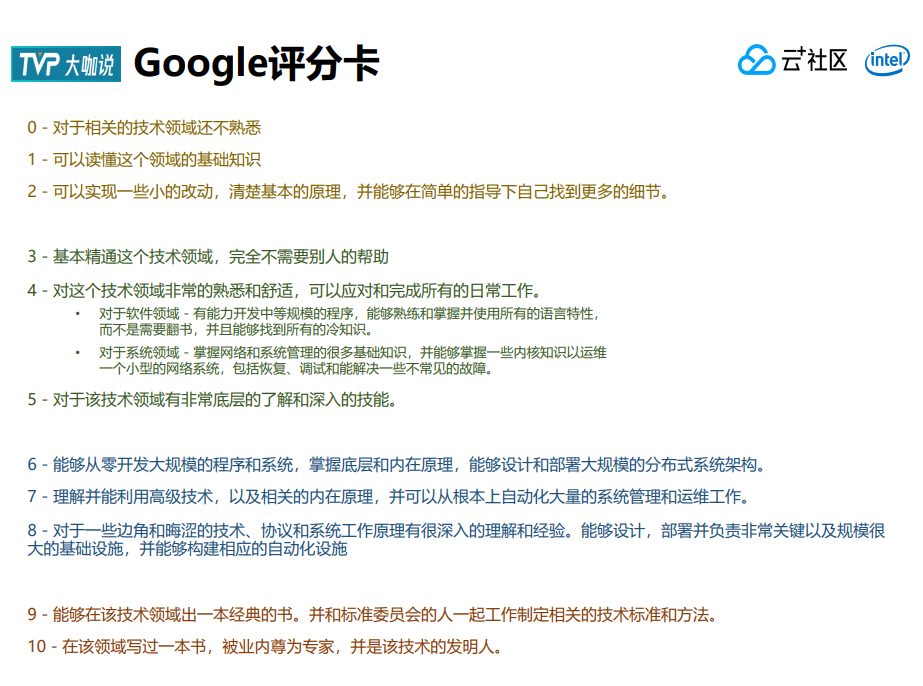 TVP 大咖说 Google评分卡 云+社区 intel
0 - 对于相关的技术领域还不熟悉
1 - 可以读懂这个领域的基础知识
2 - 可以实现一些小的改动，清楚基本的原理，并能够在简单的指导下自己找到更多的细节。
3 - 基本精通这个技术领域，完全不需要别人的帮助
4 - 对这个技术领域非常的熟悉和舒适，可以应对和完成所有的日常工作。
• 对于软件领域 - 有能力开发中等规模的程序，能够熟练和掌握并使用所有的语言特性，
而不是需要翻书，并且能够找到所有的冷知识。
• 对于系统领域 - 掌握网络和系统管理的很多基础知识，并能够掌握一些内核知识以运维
一个小型的网络系统，包括恢复、调试和能解决一些不常见的故障。
5 - 对于该技术领域有非常底层的了解和深入的技能。
6 - 能够从零开发大规模的程序和系统，掌握底层和内在原理，能够设计和部署大规模的分布式系统架构。
7 - 理解并能利用高级技术，以及相关的内在原理，并可以从根本上自动化大量的系统管理和运维工作。
8 - 对于一些边角和晦涩的技术、协议和系统工作原理有很深入的理解和经验。能够设计，部署并负责非常关键以及规模很
大的基础设施，并能够构建相应的自动化设施
9 - 能够在该技术领域出一本经典的书。并和标准委员会的人一起工作制定相关的技术标准和方法。
10 - 在该领域写过一本书，被业内尊为专家，并是该技术的发明人。